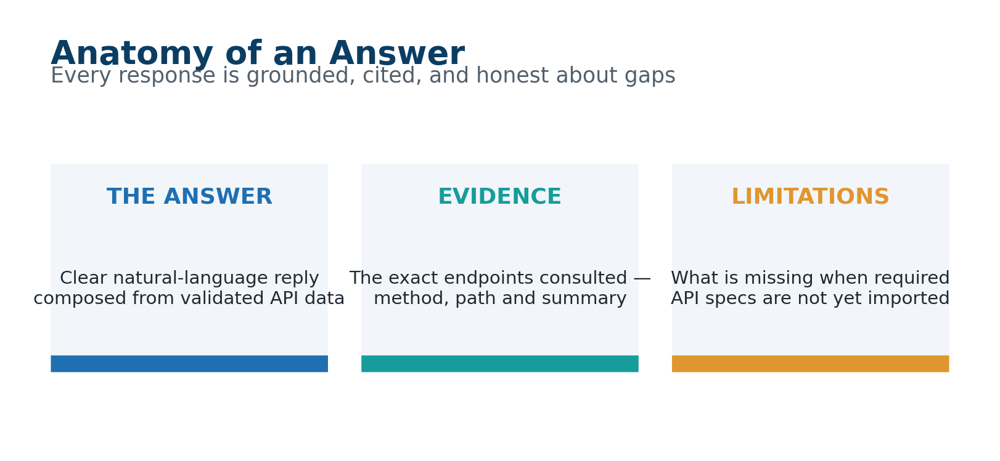 Anatomy of an Answer
Every response is grounded, cited, and honest about gaps
THE ANSWER
Clear natural-language reply
composed from validated API data
EVIDENCE
The exact endpoints consulted —
method, path and summary
LIMITATIONS
What is missing when required
API specs are not yet imported